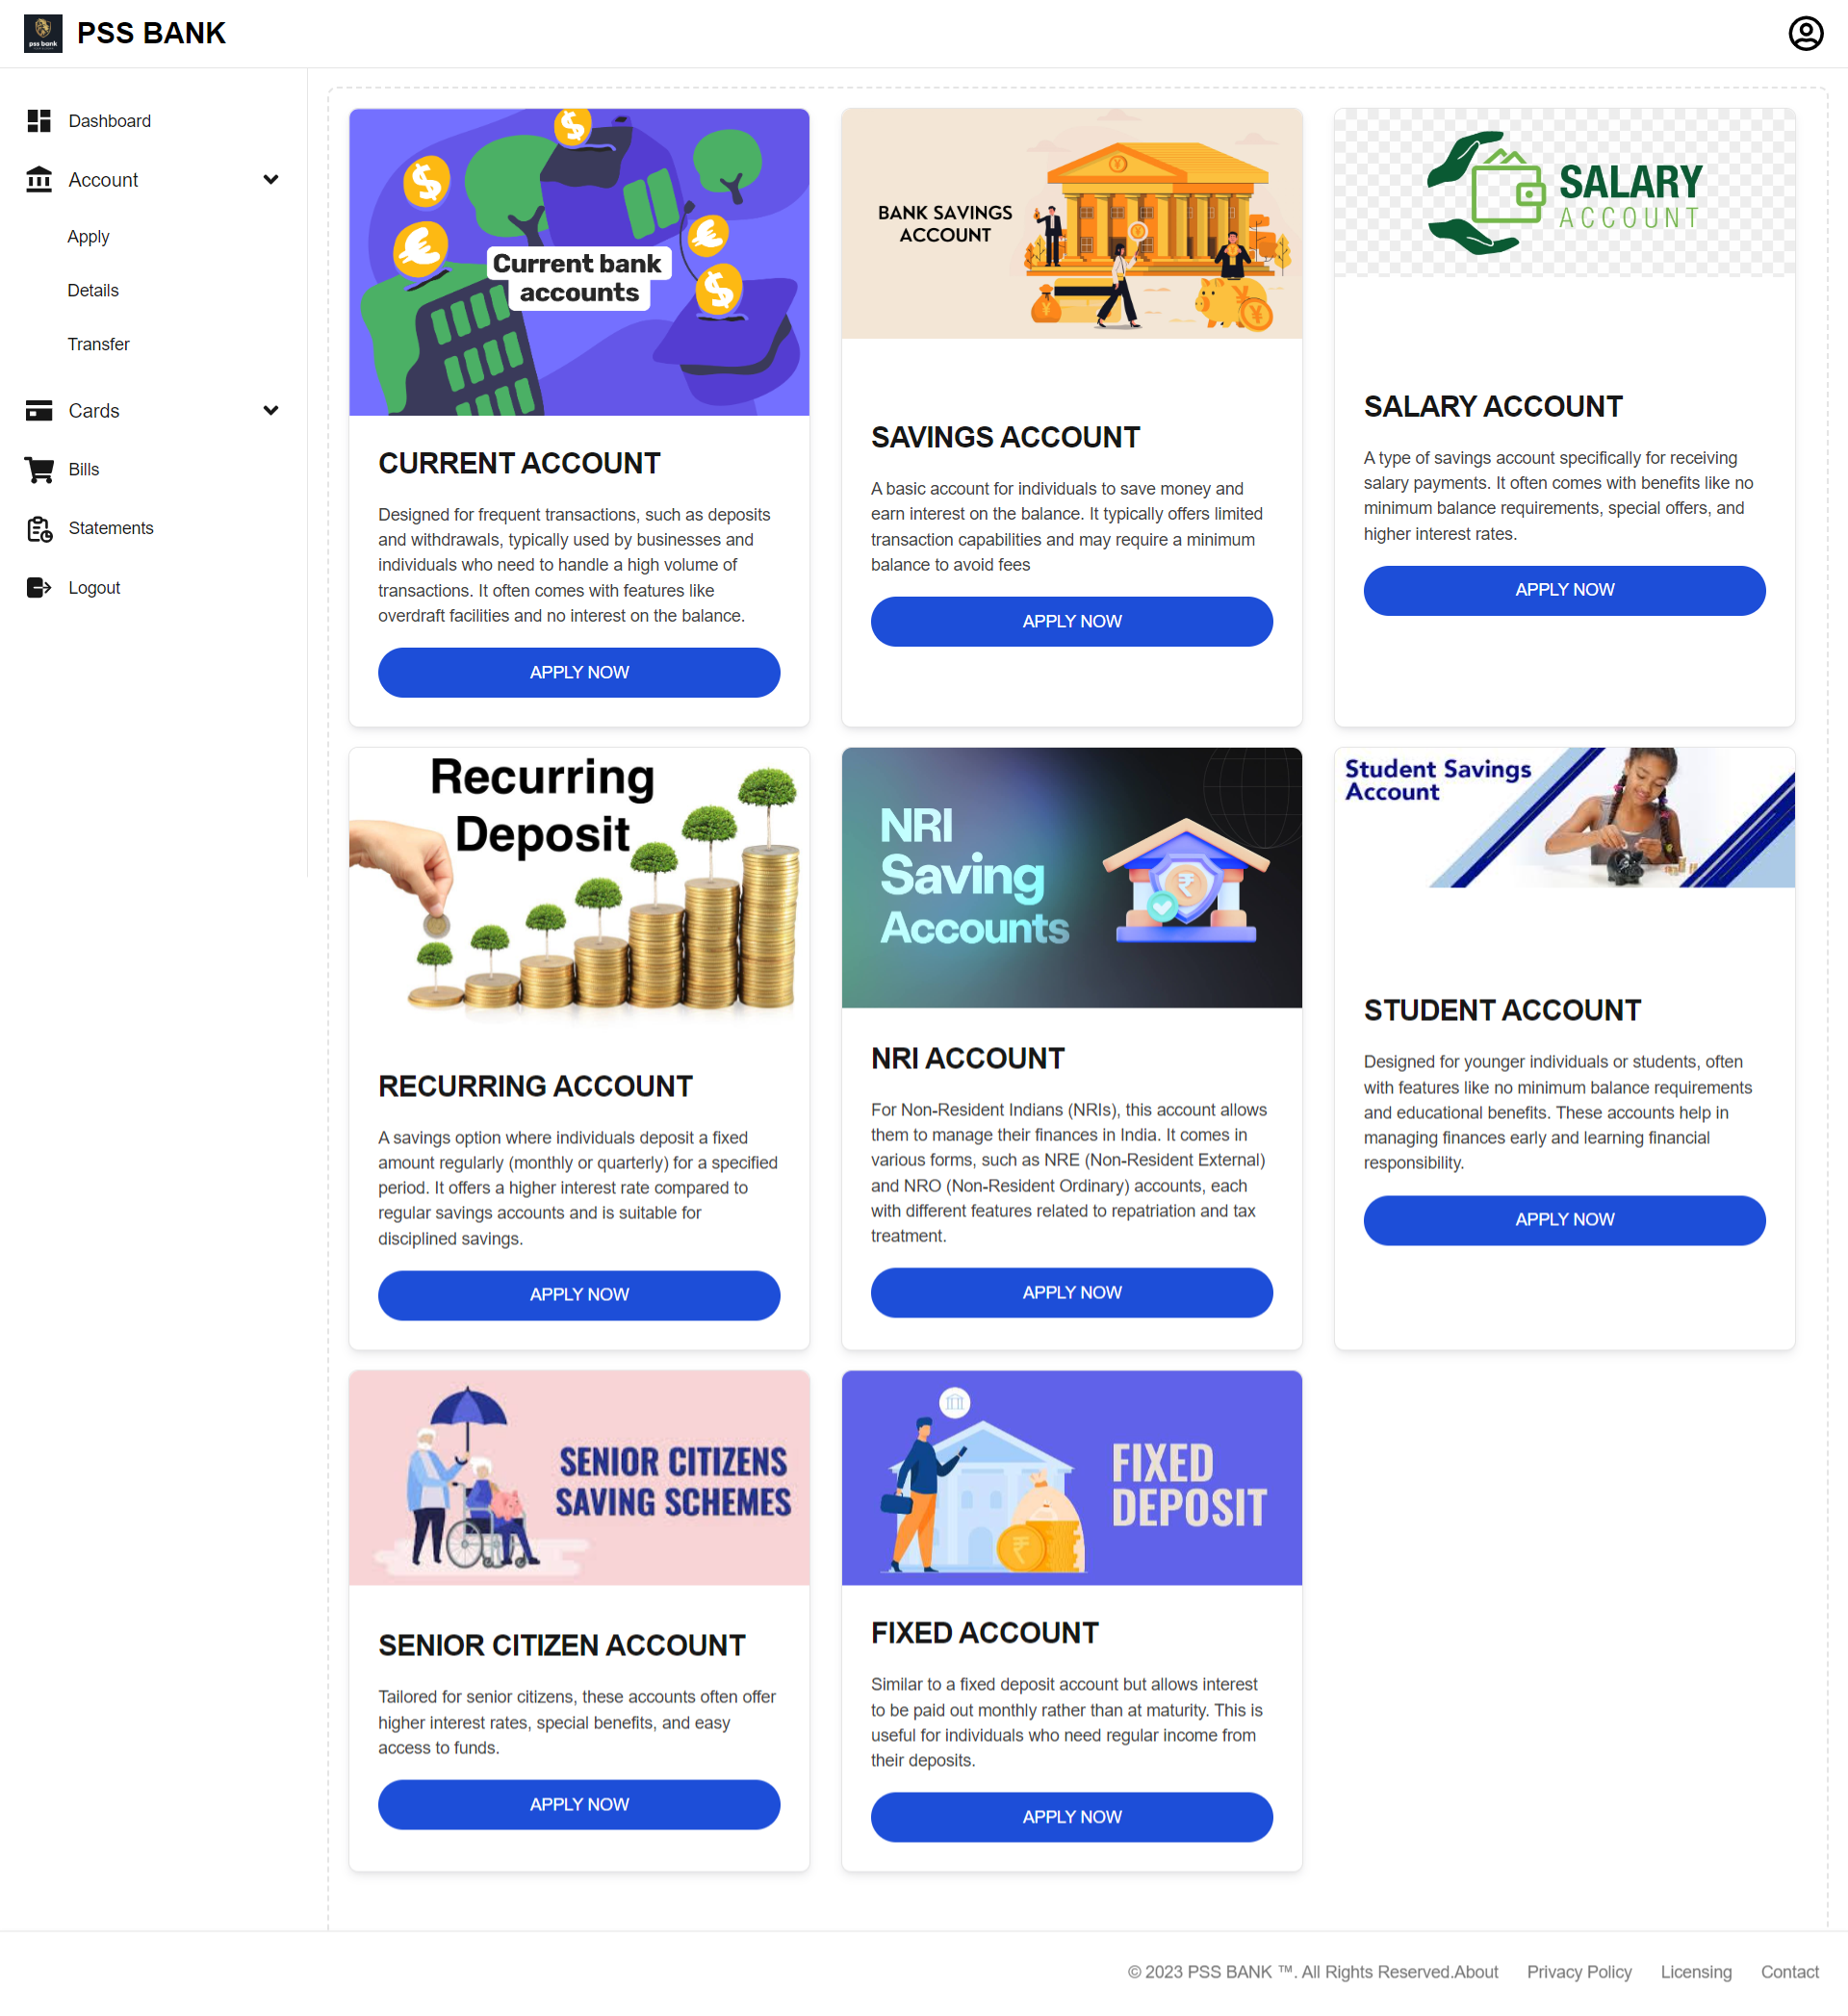 pss bank
PSS BANK
Dashboard
Account
Apply
Details
Transfer
Cards
Bills
Statements
Logout
Current bank
accounts
CURRENT ACCOUNT
Designed for frequent transactions, such as deposits
and withdrawals, typically used by businesses and
individuals who need to handle a high volume of
transactions. It often comes with features like
overdraft facilities and no interest on the balance.
APPLY NOW
BANK SAVINGS
ACCOUNT
SAVINGS ACCOUNT
A basic account for individuals to save money and
earn interest on the balance. It typically offers limited
transaction capabilities and may require a minimum
balance to avoid fees
APPLY NOW
SALARY
ACCOUNT
SALARY ACCOUNT
A type of savings account specifically for receiving
salary payments. It often comes with benefits like no
minimum balance requirements, special offers, and
higher interest rates.
APPLY NOW
Recurring
Deposit
RECURRING ACCOUNT
A savings option where individuals deposit a fixed
amount regularly (monthly or quarterly) for a specified
period. It offers a higher interest rate compared to
regular savings accounts and is suitable for
disciplined savings.
APPLY NOW
NRI
Saving
Accounts
NRI ACCOUNT
For Non-Resident Indians (NRIs), this account allows
them to manage their finances in India. It comes in
various forms, such as NRE (Non-Resident External)
and NRO (Non-Resident Ordinary) accounts, each
with different features related to repatriation and tax
treatment.
APPLY NOW
Student Savings
Account
STUDENT ACCOUNT
Designed for younger individuals or students, often
with features like no minimum balance requirements
and educational benefits. These accounts help in
managing finances early and learning financial
responsibility.
APPLY NOW
SENIOR CITIZENS
SAVING SCHEMES
SENIOR CITIZEN ACCOUNT
Tailored for senior citizens, these accounts often offer
higher interest rates, special benefits, and easy
access to funds.
APPLY NOW
FIXED
DEPOSIT
FIXED ACCOUNT
Similar to a fixed deposit account but allows interest
to be paid out monthly rather than at maturity. This is
useful for individuals who need regular income from
their deposits.
APPLY NOW
© 2023 PSS BANK ™. All Rights Reserved.About Privacy Policy Licensing Contact